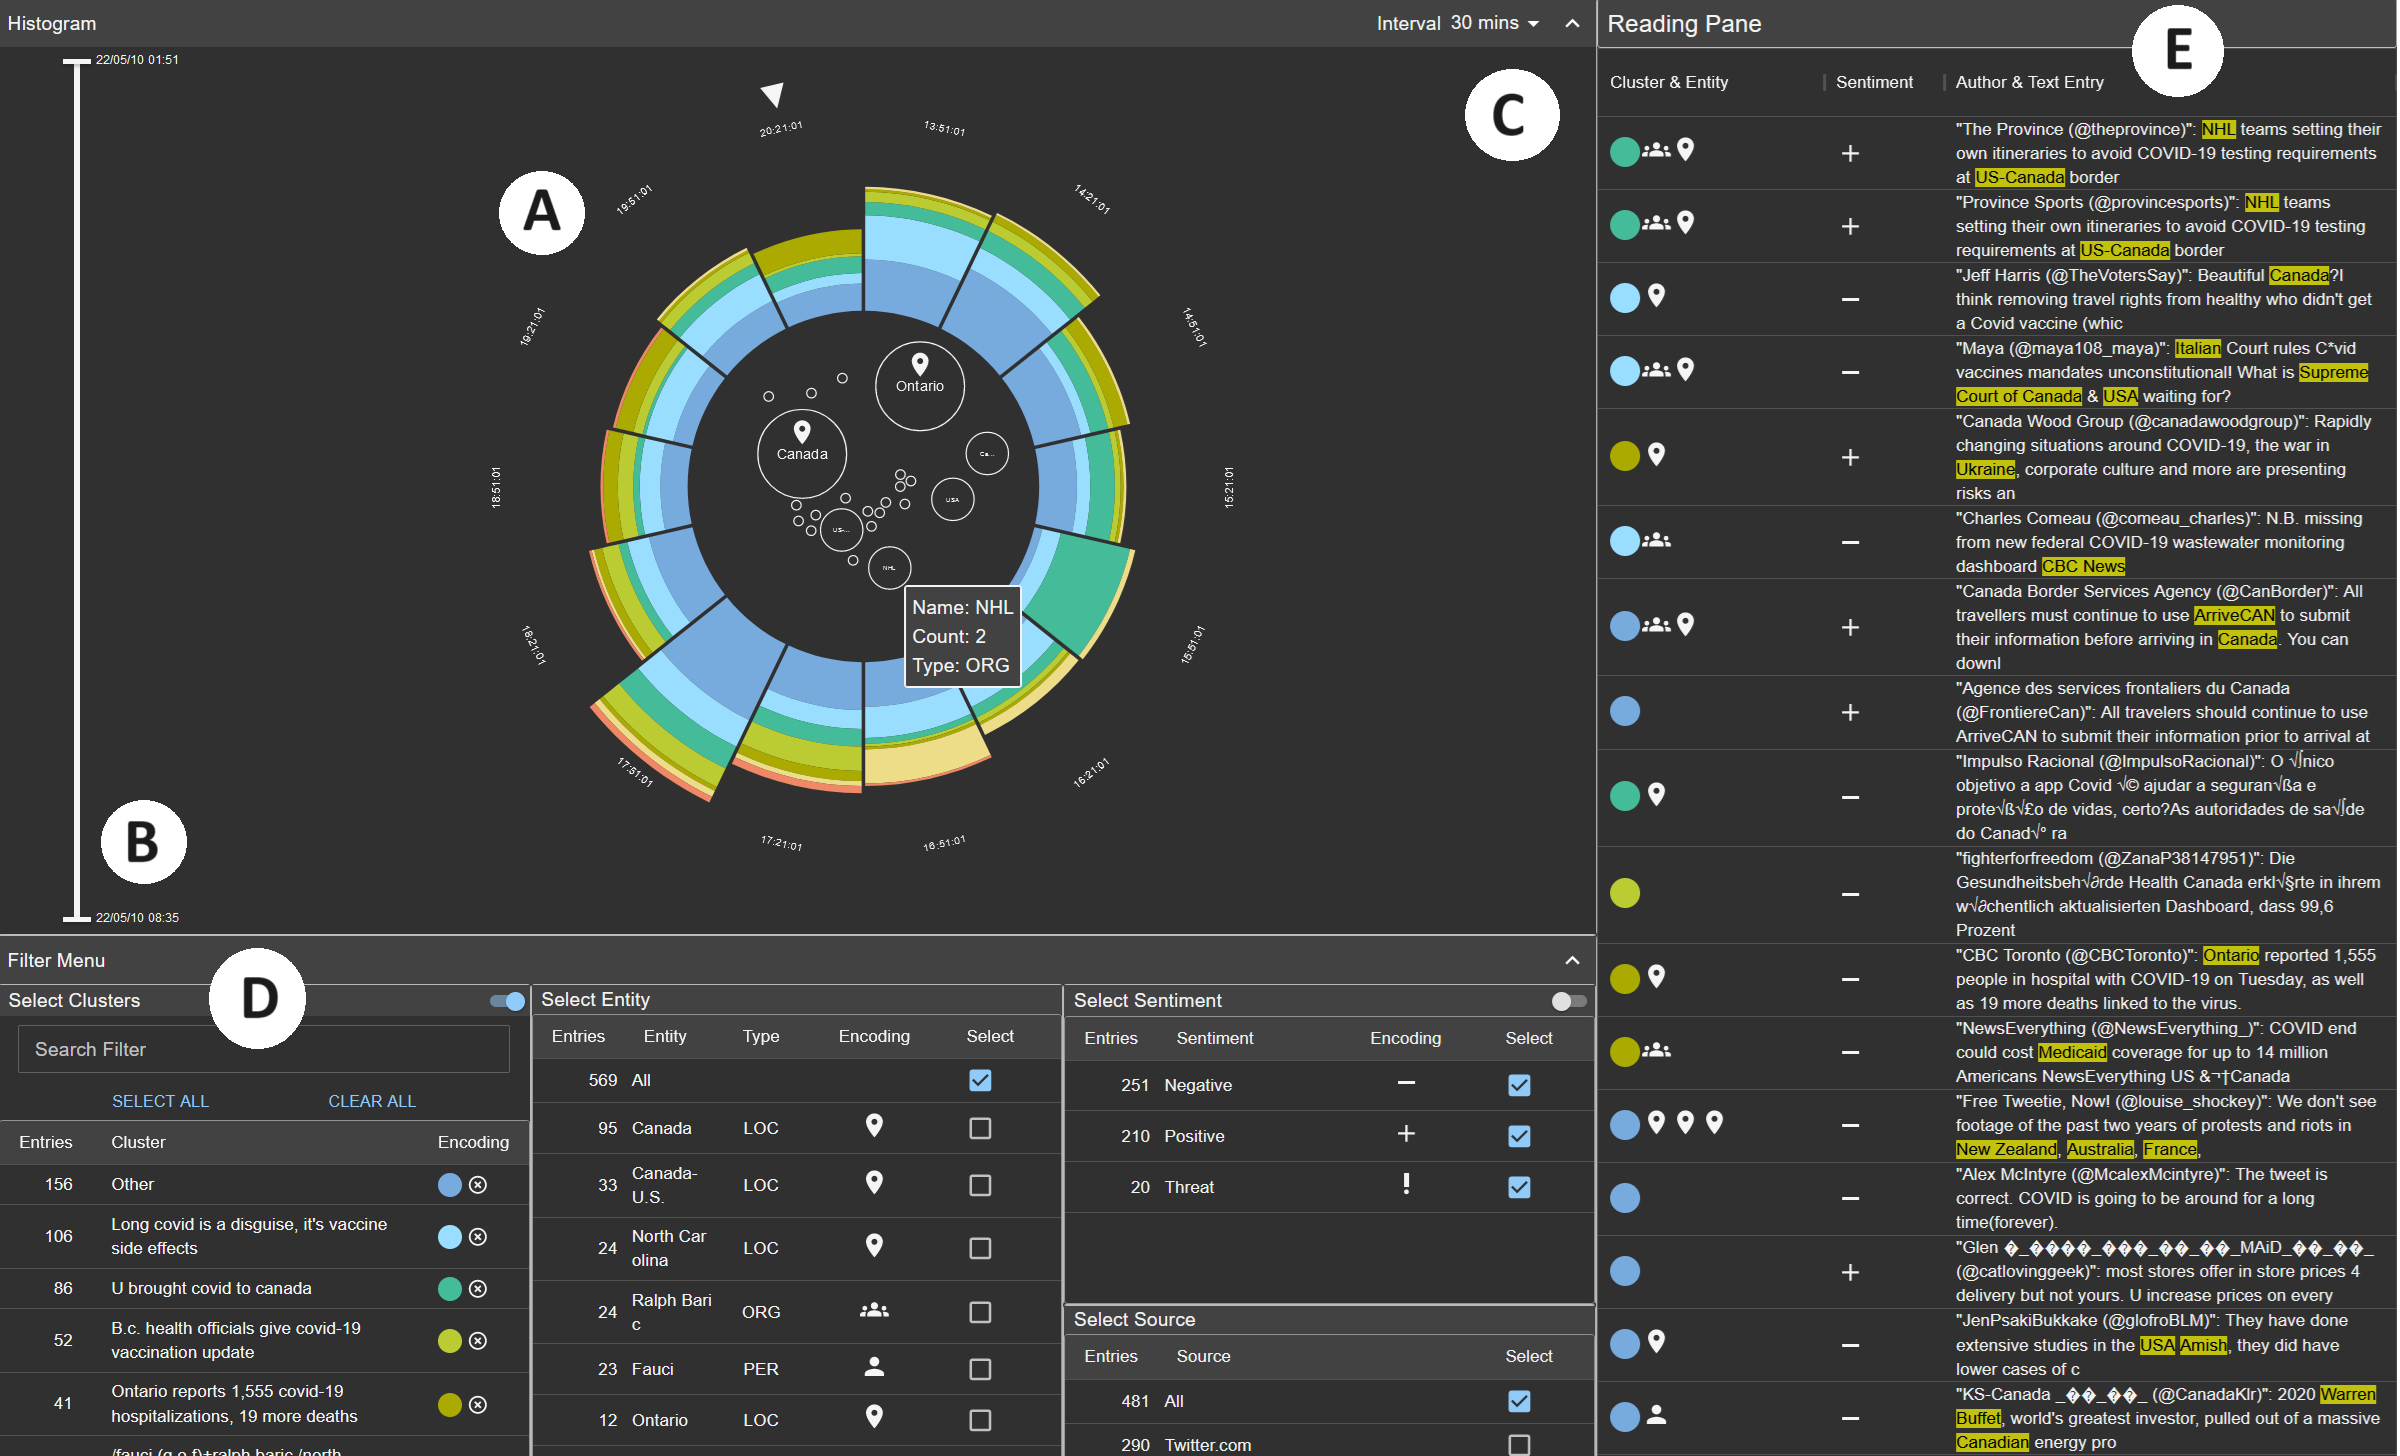 Histogram
Interval 30 mins
22/05/10 01:51
22/05/10 08:35
A
B
C
20:21:01
13:51:01
14:21:01
14:51:01
15:21:01
15:51:01
16:21:01
16:51:01
17:21:01
17:51:01
18:21:01
18:51:01
19:21:01
19:51:01
Ontario
Canada
Ca...
USA
US-...
NHL
Name: NHL
Count: 2
Type: ORG
Filter Menu
D
Select Clusters
Search Filter
SELECT ALL CLEAR ALL
Entries Cluster Encoding
156 Other
106 Long covid is a disguise, it's vaccine
side effects
86 U brought covid to canada
52 B.c. health officials give covid-19
vaccination update
41 Ontario reports 1,555 covid-19
hospitalizations, 19 more deaths
/fauci (g.o.f)+ralph baric /north
Select Entity
Entries Entity Type Encoding Select
569 All
95 Canada LOC
33 Canada-
U.S. LOC
24 North Car
olina LOC
24 Ralph Bari
c ORG
23 Fauci PER
12 Ontario LOC
Select Sentiment
Entries Sentiment Encoding Select
251 Negative −
210 Positive +
20 Threat !
Select Source
Entries Source Select
481 All
290 Twitter.com
Reading Pane
E
Cluster & Entity Sentiment Author & Text Entry
"The Province (@theprovince)": NHL teams setting their
+ own itineraries to avoid COVID-19 testing requirements
at US-Canada border
"Province Sports (@provincesports)": NHL teams
+ setting their own itineraries to avoid COVID-19 testing
requirements at US-Canada border
"Jeff Harris (@TheVotersSay)": Beautiful Canada?I
− think removing travel rights from healthy who didn't get
a Covid vaccine (whic
"Maya (@maya108_maya)": Italian Court rules C*vid
− vaccines mandates unconstitutional! What is Supreme
Court of Canada & USA waiting for?
"Canada Wood Group (@canadawoodgroup)": Rapidly
changing situations around COVID-19, the war in
+ Ukraine, corporate culture and more are presenting
risks an
"Charles Comeau (@comeau_charles)": N.B. missing
− from new federal COVID-19 wastewater monitoring
dashboard CBC News
"Canada Border Services Agency (@CanBorder)": All
travellers must continue to use ArriveCAN to submit
+ their information before arriving in Canada. You can
downl
"Agence des services frontaliers du Canada
+ (@FrontiereCan)": All travelers should continue to use
ArriveCAN to submit their information prior to arrival at
"Impulso Racional (@ImpulsoRacional)": O √∫nico
objetivo a app Covid √© ajudar a seguran√ßa e
− prote√ß√£o de vidas, certo?As autoridades de sa√∫de
do Canad√° ra
"fighterforfreedom (@ZanaP38147951)": Die
Gesundheitsbeh√∂rde Health Canada erkl√§rte in ihrem
− w√∂chentlich aktualisierten Dashboard, dass 99,6
Prozent
"CBC Toronto (@CBCToronto)": Ontario reported 1,555
− people in hospital with COVID-19 on Tuesday, as well
as 19 more deaths linked to the virus.
"NewsEverything (@NewsEverything_)": COVID end
− could cost Medicaid coverage for up to 14 million
Americans NewsEverything US &¬†Canada
"Free Tweetie, Now! (@louise_shockey)": We don't see
− footage of the past two years of protests and riots in
New Zealand, Australia, France,
"Alex McIntyre (@McalexMcintyre)": The tweet is
− correct. COVID is going to be around for a long
time(forever).
"Glen �_����_���_��_��_MAiD_��_��_
+ (@catlovinggeek)": most stores offer in store prices 4
delivery but not yours. U increase prices on every
"JenPsakiBukkake (@glofroBLM)": They have done
− extensive studies in the USA Amish, they did have
lower cases of c
"KS-Canada _��_��_ (@CanadaKlr)": 2020 Warren
− Buffet, world's greatest investor, pulled out of a massive
Canadian energy pro